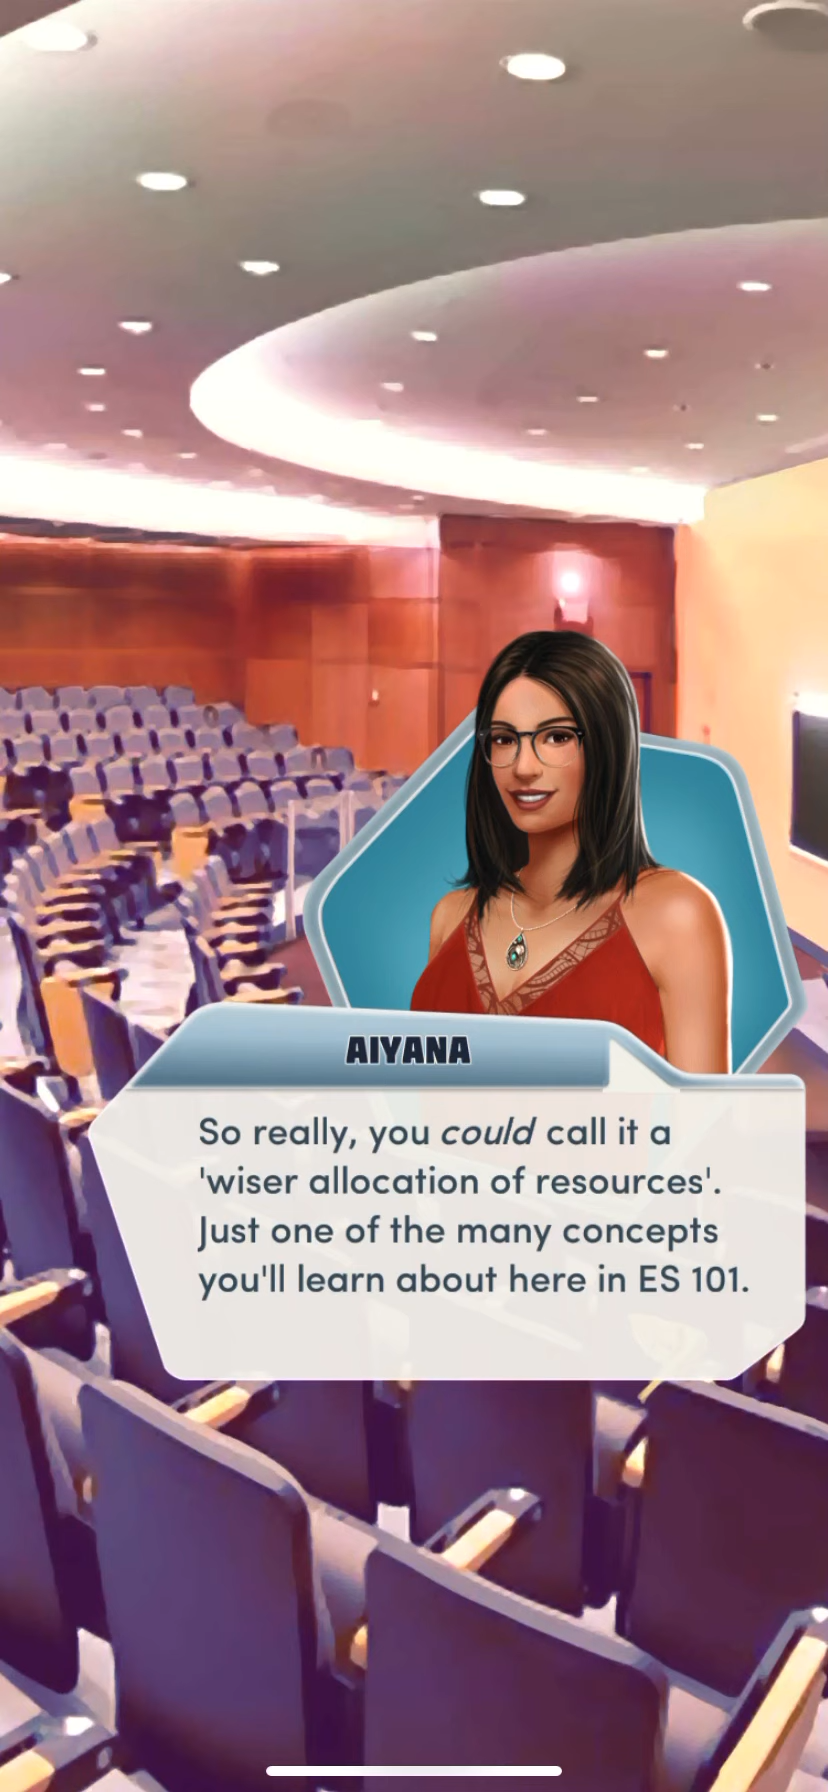 AIYANA
So really, you could call it a
'wiser allocation of resources'.
Just one of the many concepts
you'll learn about here in ES 101.